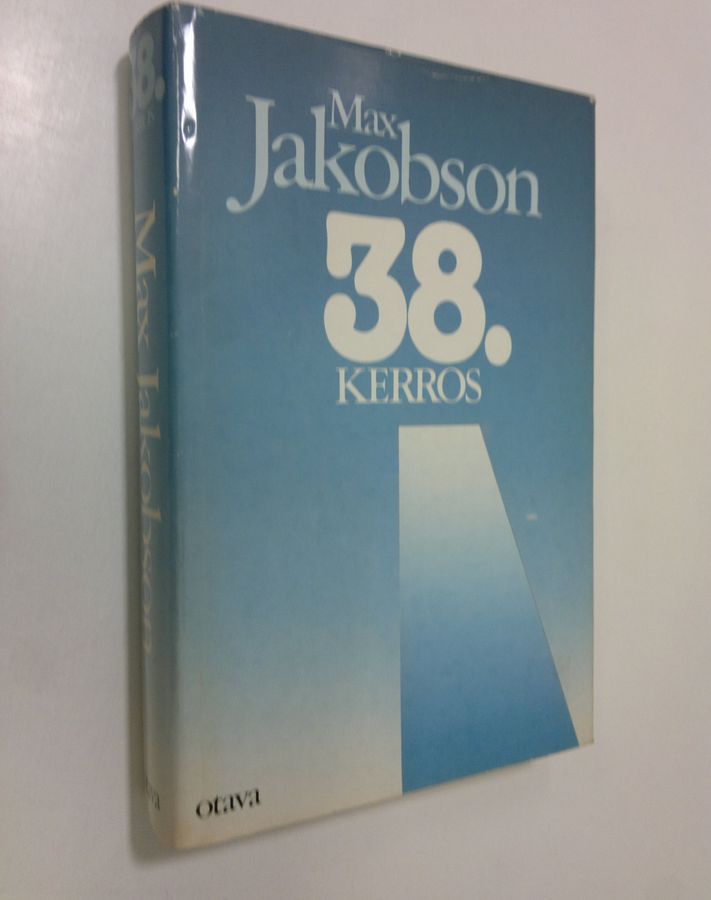 Max
Jakobson
38.
KERROS
otava
38.
Max Jakobson